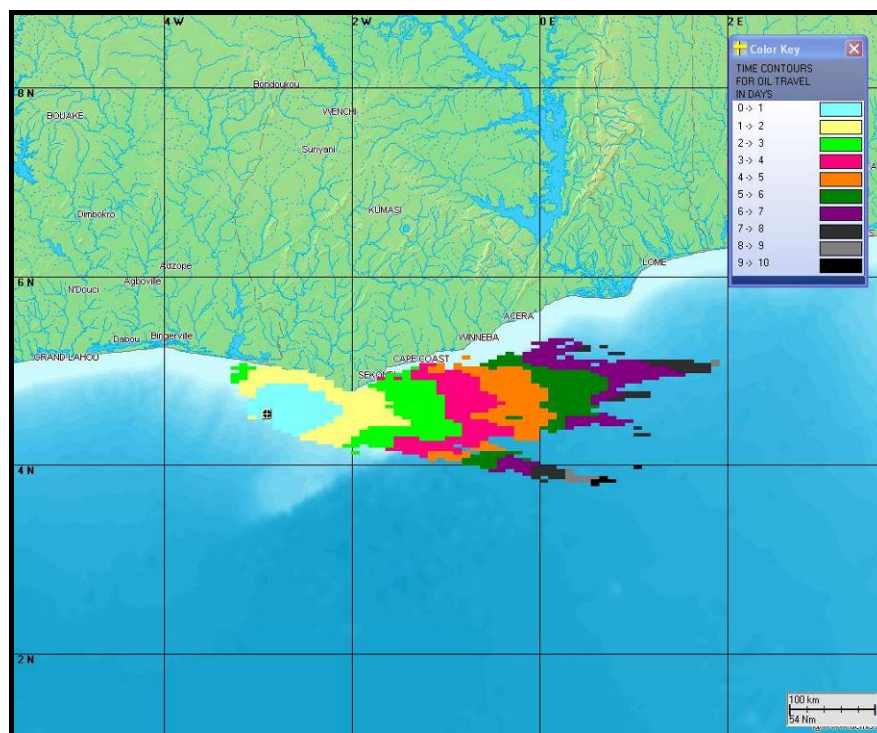 4 W
2 W
0 E
2 E
Color Key
TIME CONTOURS
FOR OIL TRAVEL
IN DAYS
0 -> 1
1 -> 2
2 -> 3
3 -> 4
4 -> 5
5 -> 6
6 -> 7
7 -> 8
8 -> 9
9 -> 10
8 N
Bondoukou
BOUAKE
WENCHI
Sunyani
Dimbokro
KUMASI
Adzope
LOME
6 N
Agboville
N'Douci
ACERA
Dabou
Bingerville
WINNEBA
GRAND LAHOU
CAPE COAST
4 N
2 N
100 km
54 Nm